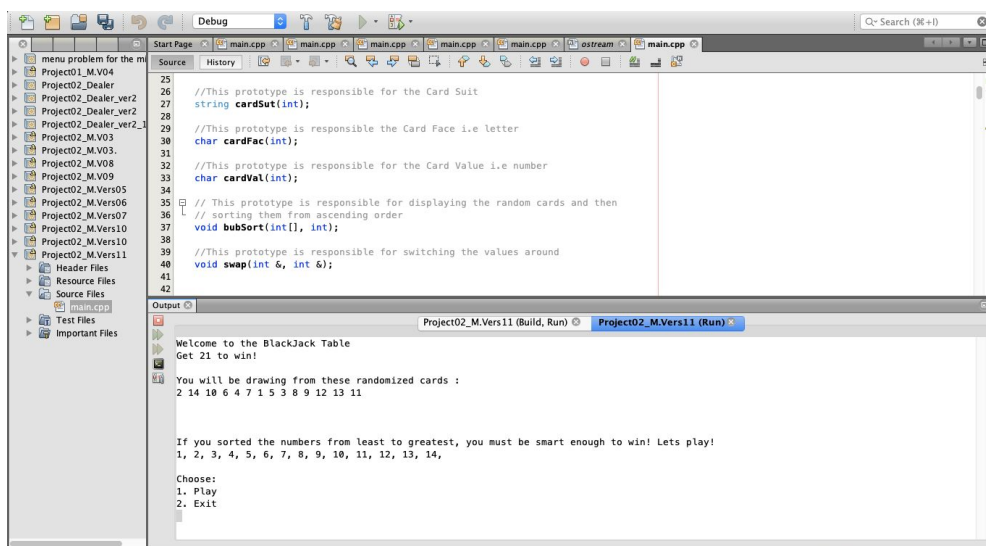 Debug
Search (⌘+I)
Start Page main.cpp main.cpp main.cpp main.cpp main.cpp ostream main.cpp
Source History
menu problem for the mi
Project01_M.V04
Project02_Dealer
Project02_Dealer_ver2
Project02_Dealer_ver2
Project02_Dealer_ver2_1
Project02_M.V03
Project02_M.V03.
Project02_M.V08
Project02_M.V09
Project02_M.Vers05
Project02_M.Vers06
Project02_M.Vers07
Project02_M.Vers10
Project02_M.Vers10
Project02_M.Vers11
Header Files
Resource Files
Source Files
main.cpp
Test Files
Important Files
25
26 //This prototype is responsible for the Card Suit
27 string cardSut(int);
28
29 //This prototype is responsible the Card Face i.e letter
30 char cardFac(int);
31
32 //This prototype is responsible for the Card Value i.e number
33 char cardVal(int);
34
35 // This prototype is responsible for displaying the random cards and then
36 // sorting them from ascending order
37 void bubSort(int[], int);
38
39 //This prototype is responsible for switching the values around
40 void swap(int &, int &);
41
42
Output
Project02_M.Vers11 (Build, Run) Project02_M.Vers11 (Run)
Welcome to the BlackJack Table
Get 21 to win!
You will be drawing from these randomized cards :
2 14 10 6 4 7 1 5 3 8 9 12 13 11
If you sorted the numbers from least to greatest, you must be smart enough to win! Lets play!
1, 2, 3, 4, 5, 6, 7, 8, 9, 10, 11, 12, 13, 14,
Choose:
1. Play
2. Exit